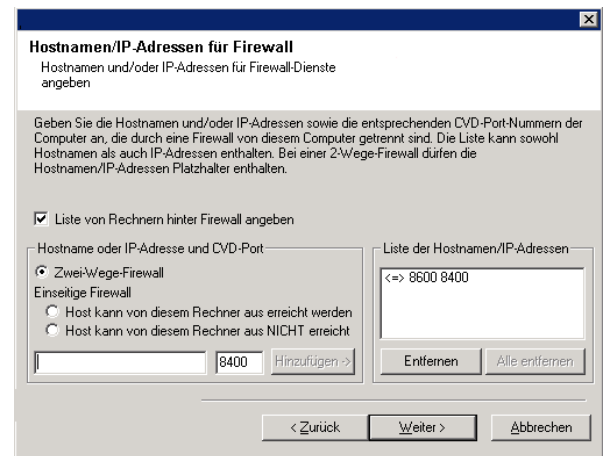 Hostnamen/IP-Adressen für Firewall
Hostnamen und/oder IP-Adressen für Firewall-Dienste
angeben
Geben Sie die Hostnamen und/oder IP-Adressen sowie die entsprechenden CVD-Port-Nummern der
Computer an, die durch eine Firewall von diesem Computer getrennt sind. Die Liste kann sowohl
Hostnamen als auch IP-Adressen enthalten. Bei einer 2-Wege-Firewall dürfen die
Hostnamen/IP-Adressen Platzhalter enthalten.
Liste von Rechnern hinter Firewall angeben
Hostname oder IP-Adresse und CVD-Port
Zwei-Wege-Firewall
Einseitige Firewall
Host kann von diesem Rechner aus erreicht werden
Host kann von diesem Rechner aus NICHT erreicht
8400
Hinzufügen ->
Liste der Hostnamen/IP-Adressen
<=> 8600 8400
Entfernen
Alle entfernen
< Zurück
Weiter >
Abbrechen